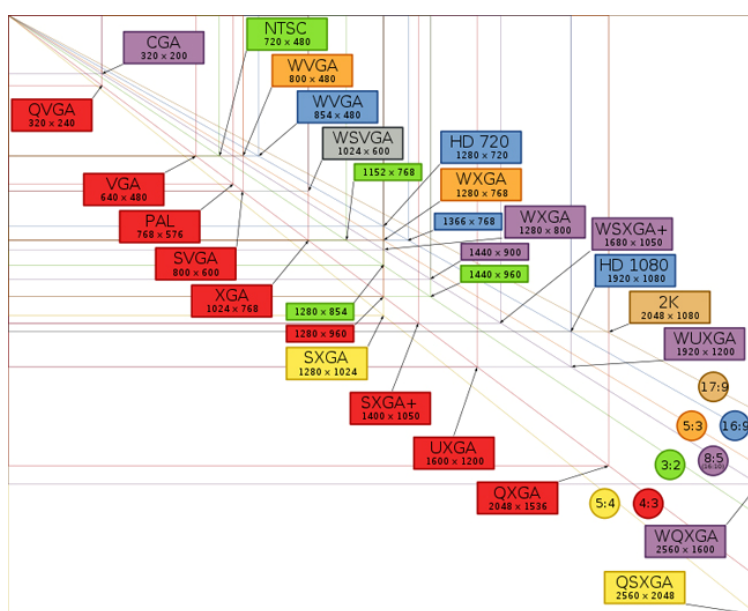 CGA
320 × 200
NTSC
720 × 480
WVGA
800 × 480
QVGA
320 × 240
WVGA
854 × 480
WSVGA
1024 × 600
HD 720
1280 × 720
1152 × 768
VGA
640 × 480
WXGA
1280 × 768
PAL
768 × 576
1366 × 768
WXGA
1280 × 800
WSXGA+
1680 × 1050
SVGA
800 × 600
1440 × 900
HD 1080
1920 × 1080
XGA
1024 × 768
1440 × 960
1280 × 854
2K
2048 × 1080
1280 × 960
WUXGA
1920 × 1200
SXGA
1280 × 1024
17:9
SXGA+
1400 × 1050
5:3
16:9
UXGA
1600 × 1200
3:2
8:5
(16:10)
QXGA
2048 × 1536
5:4
4:3
WQXGA
2560 × 1600
QSXGA
2560 × 2048